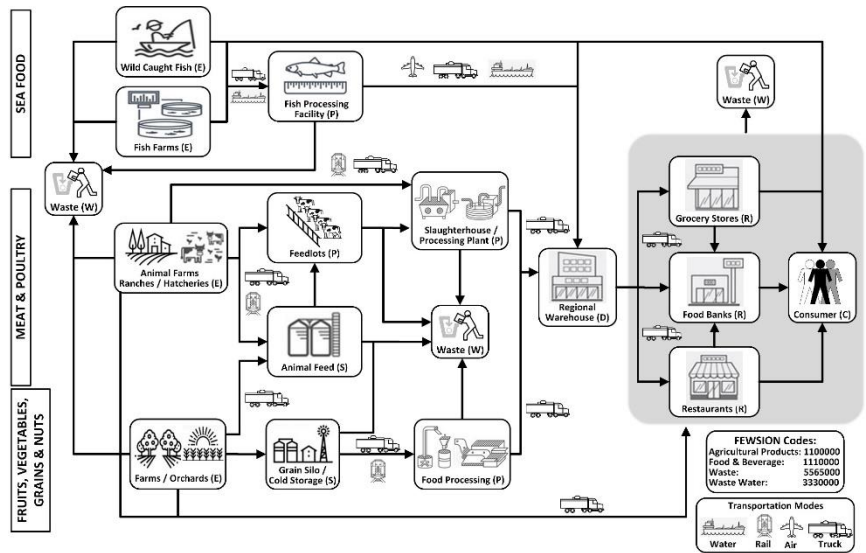 SEA FOOD
Wild Caught Fish (E)
Fish Farms (E)
Fish Processing
Facility (P)
Waste (W)
Waste (W)
MEAT & POULTRY
Animal Farms
Ranches / Hatcheries (E)
Feedlots (P)
Slaughterhouse /
Processing Plant (P)
Animal Feed (S)
Waste (W)
Regional
Warehouse (D)
Grocery Stores (R)
Food Banks (R)
Restaurants (R)
Consumer (C)
FRUITS, VEGETABLES,
GRAINS & NUTS
Farms / Orchards (E)
Grain Silo /
Cold Storage (S)
Food Processing (P)
FEWSION Codes:
Agricultural Products: 1100000
Food & Beverage: 1110000
Waste: 5565000
Waste Water: 3330000
Transportation Modes
Water Rail Air Truck